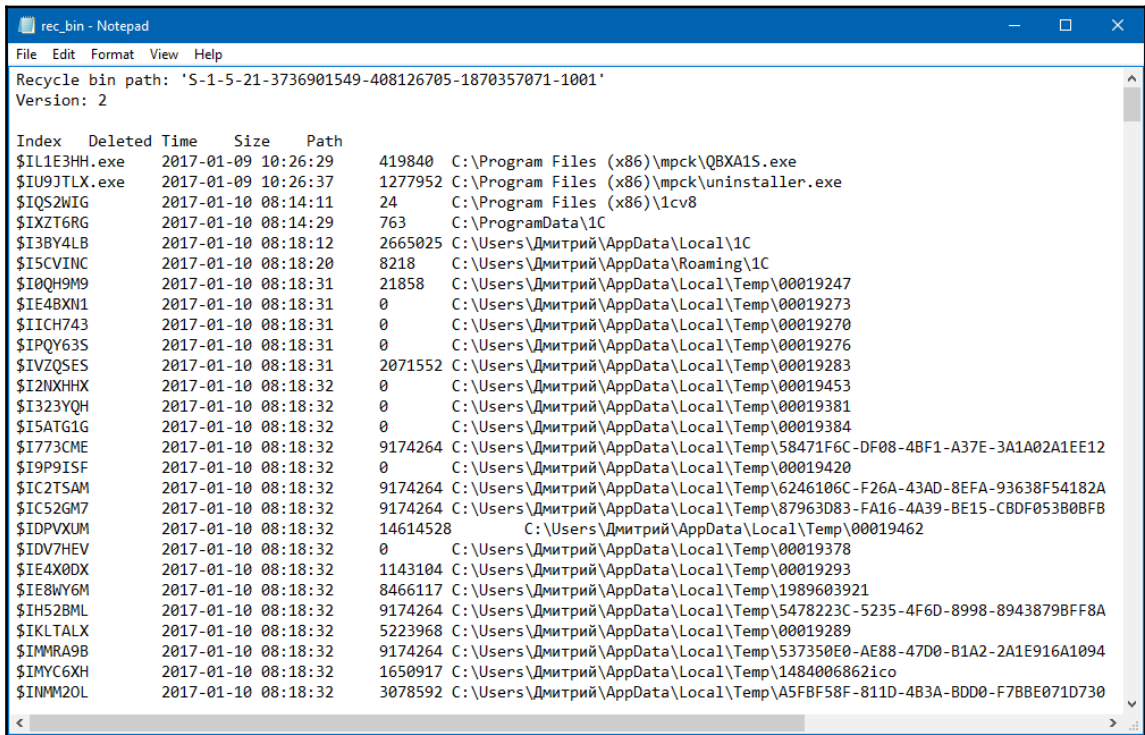 rec_bin - Notepad
File Edit Format View Help
Recycle bin path: 'S-1-5-21-3736901549-408126705-1870357071-1001'
Version: 2
Index Deleted Time Size Path
$IL1E3HH.exe 2017-01-09 10:26:29 419840 C:\Program Files (x86)\mpck\QBXA1S.exe
$IU9JTLX.exe 2017-01-09 10:26:37 1277952 C:\Program Files (x86)\mpck\uninstaller.exe
$IQS2WIG 2017-01-10 08:14:11 24 C:\Program Files (x86)\1cv8
$IXZT6RG 2017-01-10 08:14:29 763 C:\ProgramData\1C
$I3BY4LB 2017-01-10 08:18:12 2665025 C:\Users\Дмитрий\AppData\Local\1C
$I5CVINC 2017-01-10 08:18:20 8218 C:\Users\Дмитрий\AppData\Roaming\1C
$I0QH9M9 2017-01-10 08:18:31 21858 C:\Users\Дмитрий\AppData\Local\Temp\00019247
$IE4BXN1 2017-01-10 08:18:31 0 C:\Users\Дмитрий\AppData\Local\Temp\00019273
$IICH743 2017-01-10 08:18:31 0 C:\Users\Дмитрий\AppData\Local\Temp\00019270
$IPQY63S 2017-01-10 08:18:31 0 C:\Users\Дмитрий\AppData\Local\Temp\00019276
$IVZQSES 2017-01-10 08:18:31 2071552 C:\Users\Дмитрий\AppData\Local\Temp\00019283
$I2NXHHX 2017-01-10 08:18:32 0 C:\Users\Дмитрий\AppData\Local\Temp\00019453
$I323YQH 2017-01-10 08:18:32 0 C:\Users\Дмитрий\AppData\Local\Temp\00019381
$I5ATG1G 2017-01-10 08:18:32 0 C:\Users\Дмитрий\AppData\Local\Temp\00019384
$I773CME 2017-01-10 08:18:32 9174264 C:\Users\Дмитрий\AppData\Local\Temp\58471F6C-DF08-4BF1-A37E-3A1A02A1EE12
$I9P9ISF 2017-01-10 08:18:32 0 C:\Users\Дмитрий\AppData\Local\Temp\00019420
$IC2TSAM 2017-01-10 08:18:32 9174264 C:\Users\Дмитрий\AppData\Local\Temp\6246106C-F26A-43AD-8EFA-93638F54182A
$IC52GM7 2017-01-10 08:18:32 9174264 C:\Users\Дмитрий\AppData\Local\Temp\87963D83-FA16-4A39-BE15-CBDF053B0BFB
$IDPVXUM 2017-01-10 08:18:32 14614528 C:\Users\Дмитрий\AppData\Local\Temp\00019462
$IDV7HEV 2017-01-10 08:18:32 0 C:\Users\Дмитрий\AppData\Local\Temp\00019378
$IE4X0DX 2017-01-10 08:18:32 1143104 C:\Users\Дмитрий\AppData\Local\Temp\00019293
$IE8WY6M 2017-01-10 08:18:32 8466117 C:\Users\Дмитрий\AppData\Local\Temp\1989603921
$IH52BML 2017-01-10 08:18:32 9174264 C:\Users\Дмитрий\AppData\Local\Temp\5478223C-5235-4F6D-8998-8943879BFF8A
$IKLTALX 2017-01-10 08:18:32 5223968 C:\Users\Дмитрий\AppData\Local\Temp\00019289
$IMMRA9B 2017-01-10 08:18:32 9174264 C:\Users\Дмитрий\AppData\Local\Temp\537350E0-AE88-47D0-B1A2-2A1E916A1094
$IMYC6XH 2017-01-10 08:18:32 1650917 C:\Users\Дмитрий\AppData\Local\Temp\1484006862ico
$INMM2OL 2017-01-10 08:18:32 3078592 C:\Users\Дмитрий\AppData\Local\Temp\A5FBF58F-811D-4B3A-BDD0-F7BBE071D730